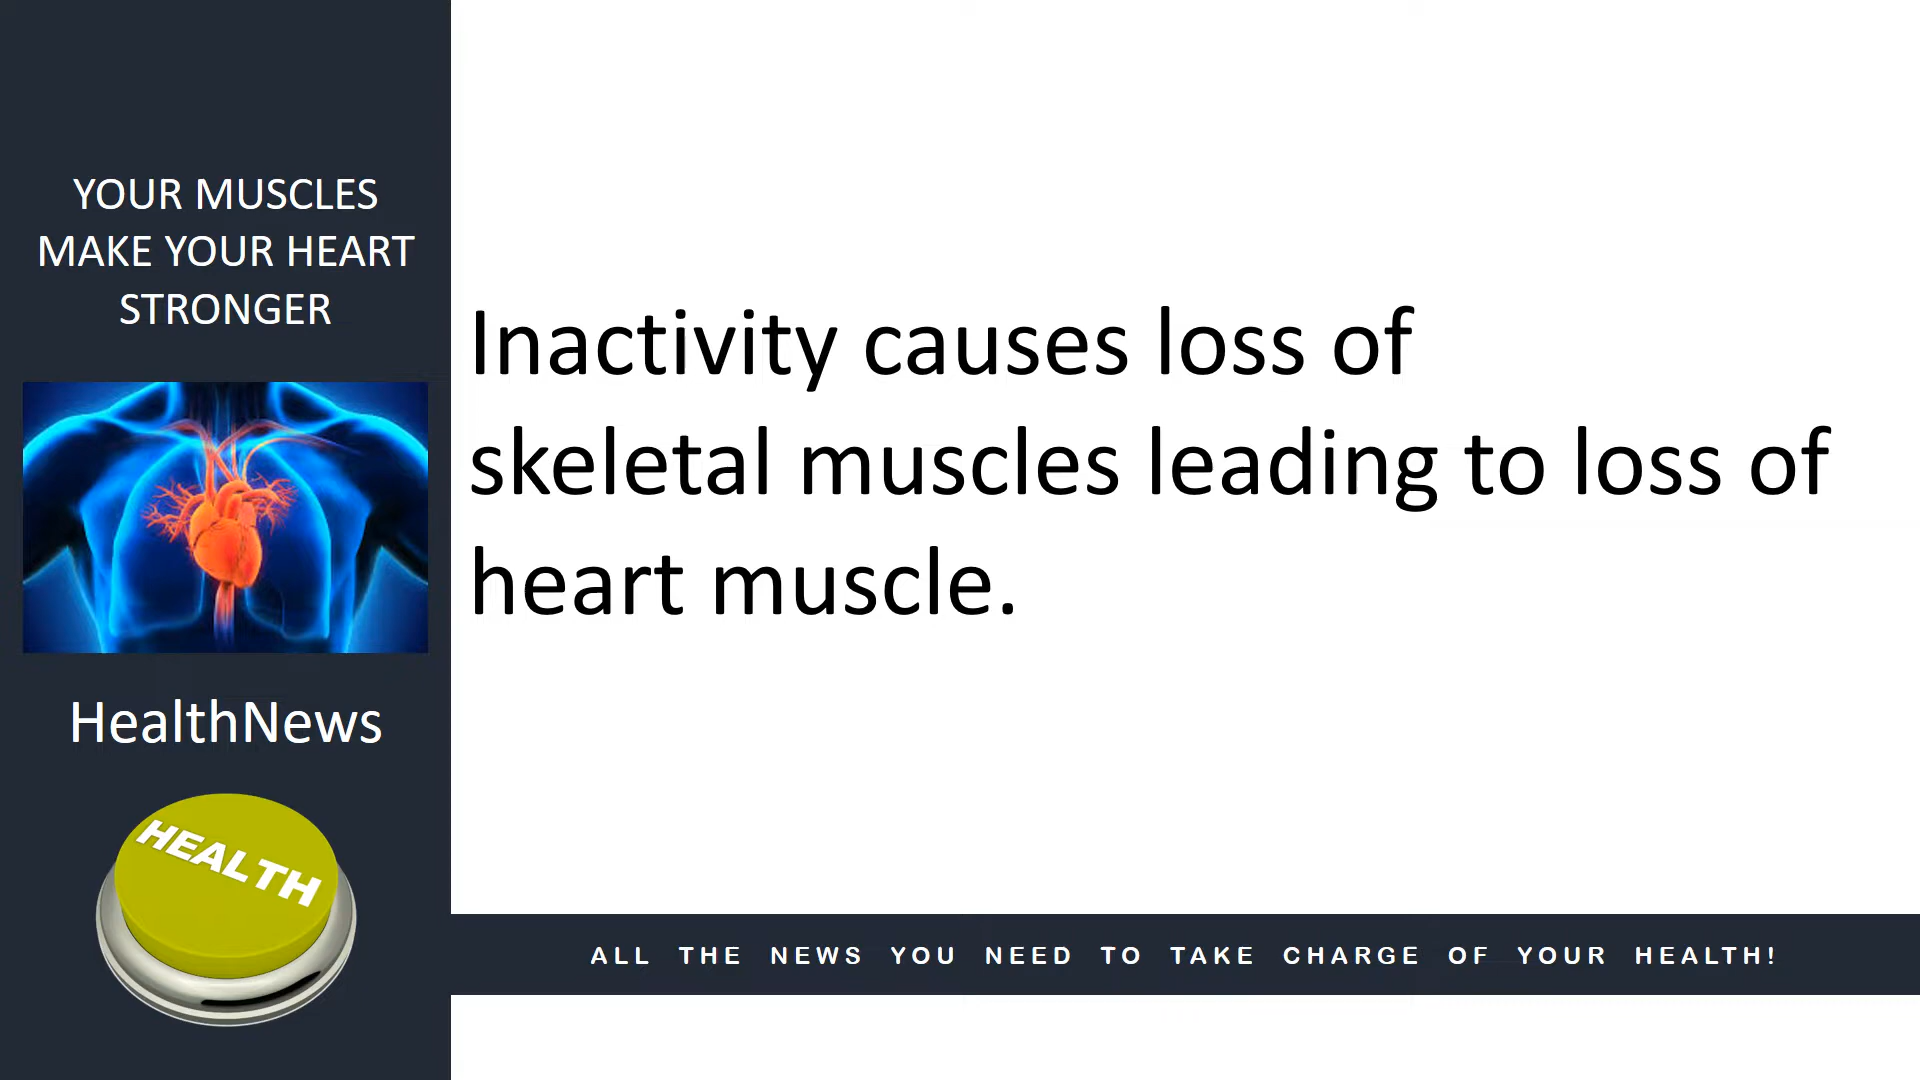 YOUR MUSCLES
MAKE YOUR HEART
STRONGER
HealthNews
HEALTH
Inactivity causes loss of
skeletal muscles leading to loss of
heart muscle.
ALL THE NEWS YOU NEED TO TAKE CHARGE OF YOUR HEALTH!